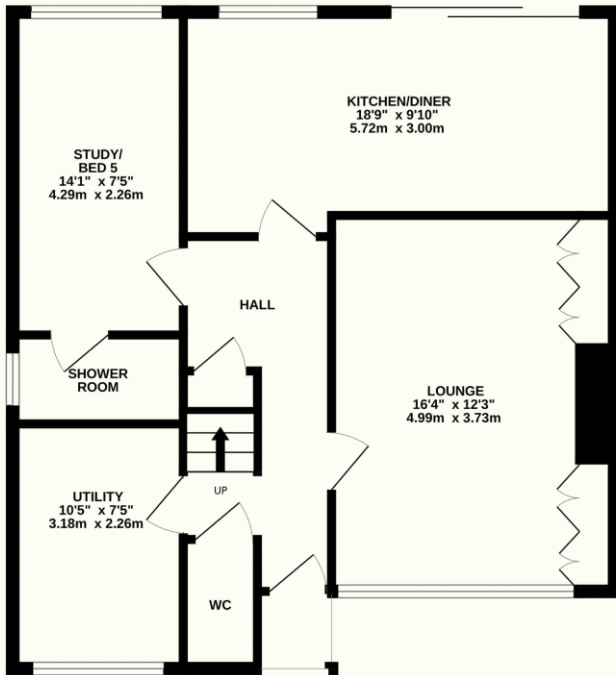 KITCHEN/DINER
18'9" x 9'10"
5.72m x 3.00m
STUDY/
BED 5
14'1" x 7'5"
4.29m x 2.26m
HALL
SHOWER
ROOM
LOUNGE
16'4" x 12'3"
4.99m x 3.73m
UP
UTILITY
10'5" x 7'5"
3.18m x 2.26m
WC